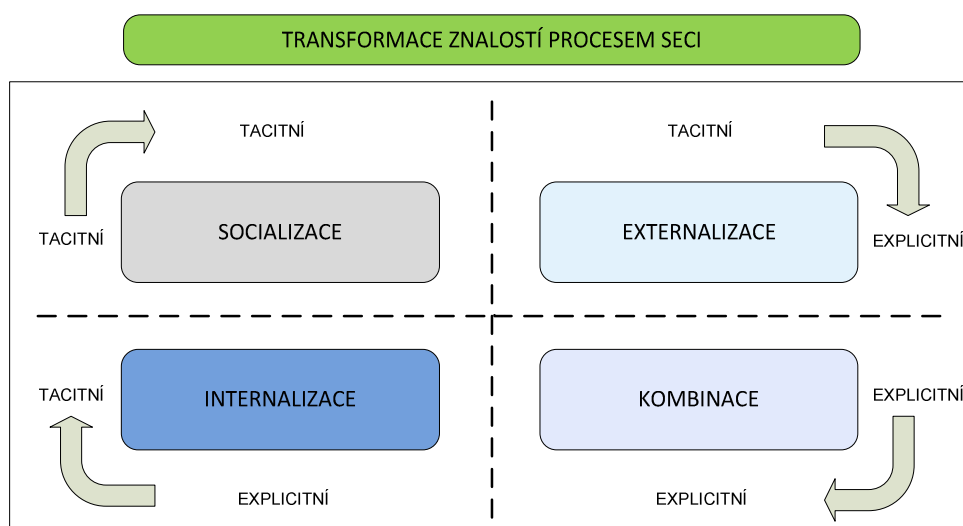 TRANSFORMACE ZNALOSTÍ PROCESEM SECI
TACITNÍ
TACITNÍ
TACITNÍ
SOCIALIZACE
EXTERNALIZACE
EXPLICITNÍ
TACITNÍ
INTERNALIZACE
KOMBINACE
EXPLICITNÍ
EXPLICITNÍ
EXPLICITNÍ